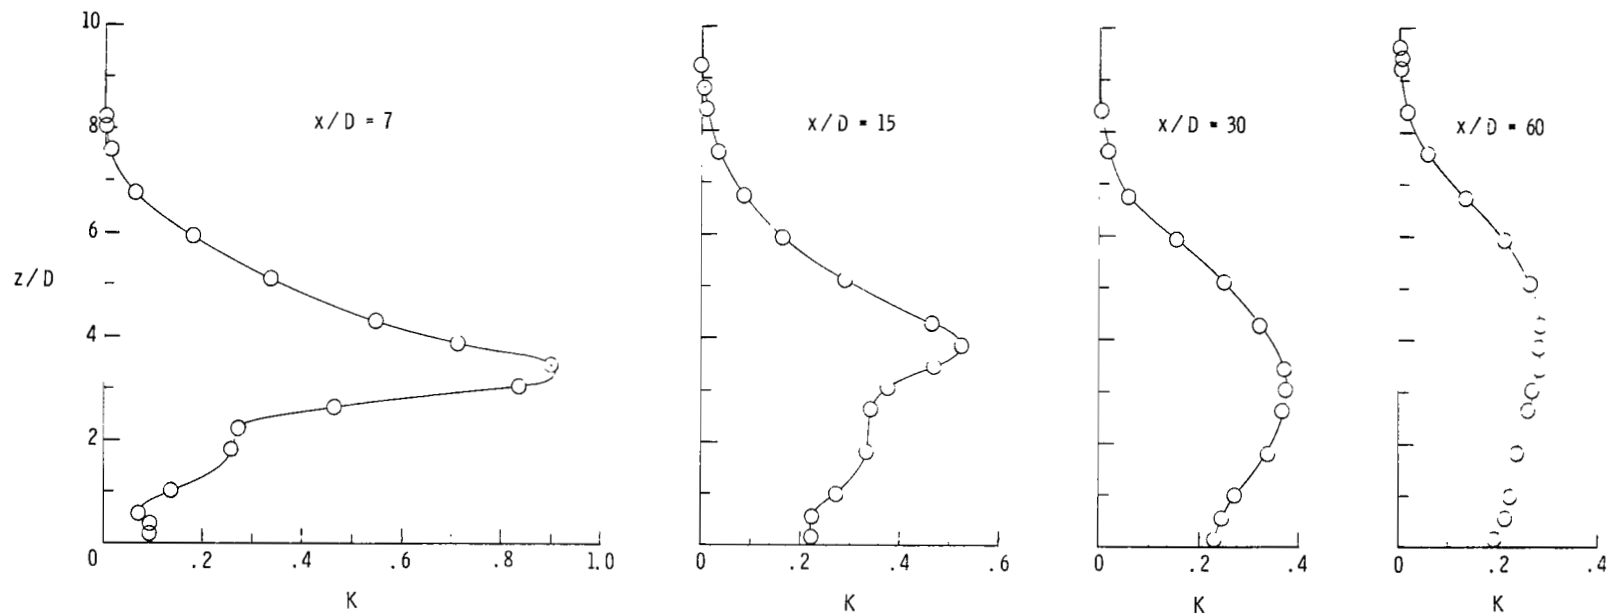 10
8
6
4
2
0
z/D
x/D = 7
x/D = 15
x/D = 30
x/D = 60
0 .2 .4 .6 .8 1.0
0 .2 .4 .6
0 .2 .4
0 .2 .4
K
K
K
K